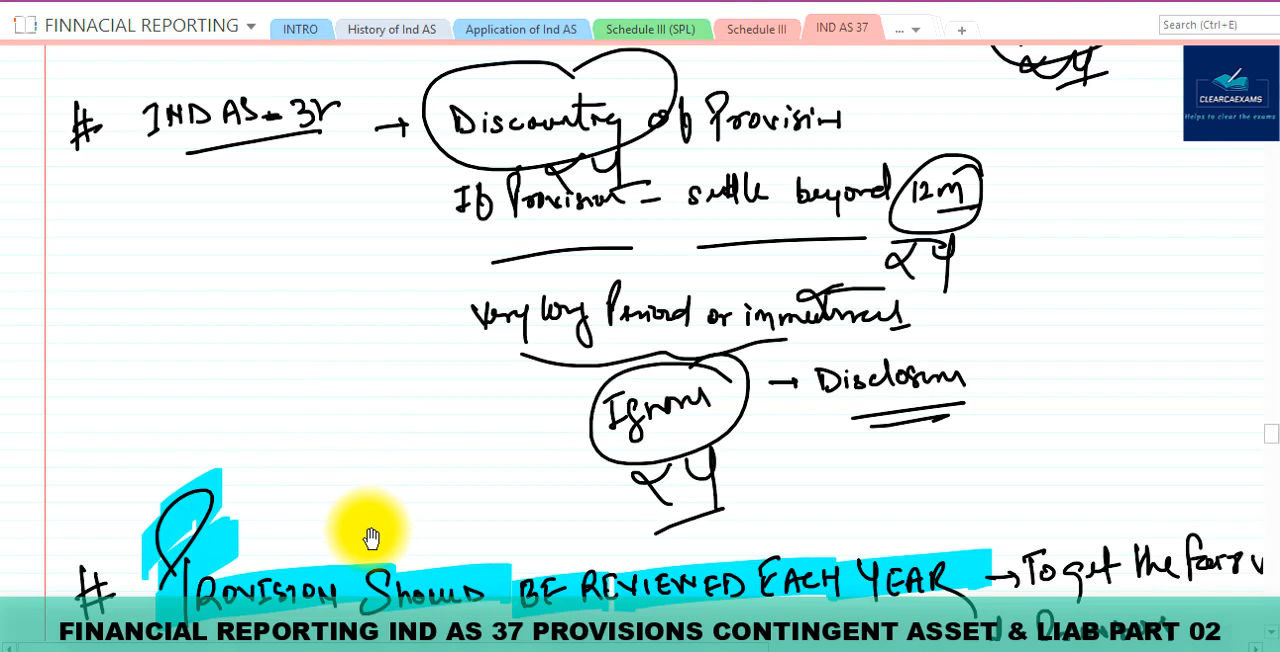 FINNACIAL REPORTING
INTRO
History of Ind AS
Application of Ind AS
Schedule III (SPL)
Schedule III
IND AS 37
...
+
Search (Ctrl+E)
CLEARCAEXAMS
Helps to clear the exams
# IND AS-37 → Discounting of Provision
If Provision = settle beyond 12m
Very long Period or immaterial
Ignore → Disclosure
# PROVISION Should BE REVIEWED EACH YEAR → To get the
FINANCIAL REPORTING IND AS 37 PROVISIONS CONTINGENT ASSET & LIAB PART 02